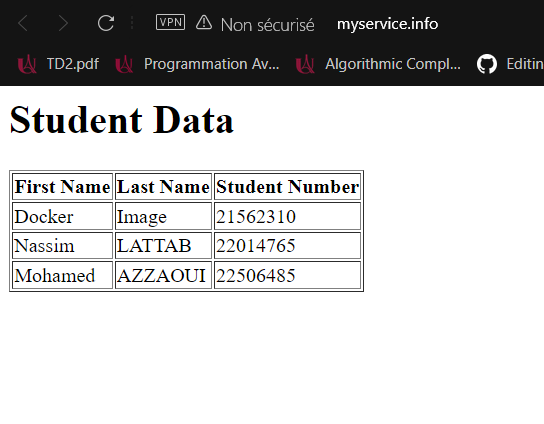 VPN Non sécurisé myservice.info
TD2.pdf Programmation Av... Algorithmic Compl... Editin
Student Data
First Name Last Name Student Number
Docker Image 21562310
Nassim LATTAB 22014765
Mohamed AZZAOUI 22506485